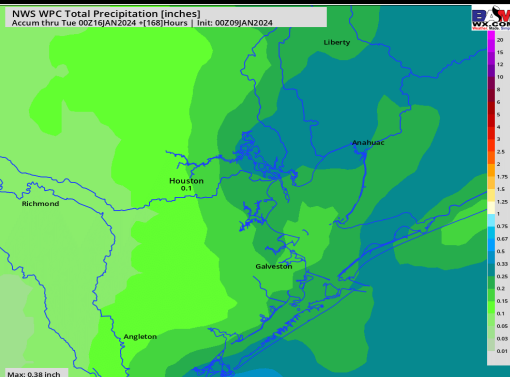 NWS WPC Total Precipitation [inches]
Accum thru Tue 00Z16JAN2024 +[168]Hours | Init: 00Z09JAN2024
WX.COM
Liberty
Anahuac
Houston
0.1
Richmond
Galveston
Angleton
Max: 0.38 inch
20
15
12
10
8
6
5
4
3
2.5
2
1.75
1.5
1.25
1
0.75
0.67
0.5
0.33
0.25
0.2
0.15
0.1
0.05
0.03
0.01